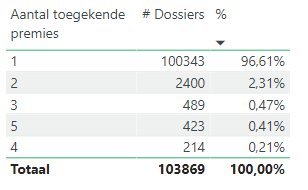 Aantal toegekende premies # Dossiers %
1 100343 96,61%
2 2400 2,31%
3 489 0,47%
5 423 0,41%
4 214 0,21%
Totaal 103869 100,00%